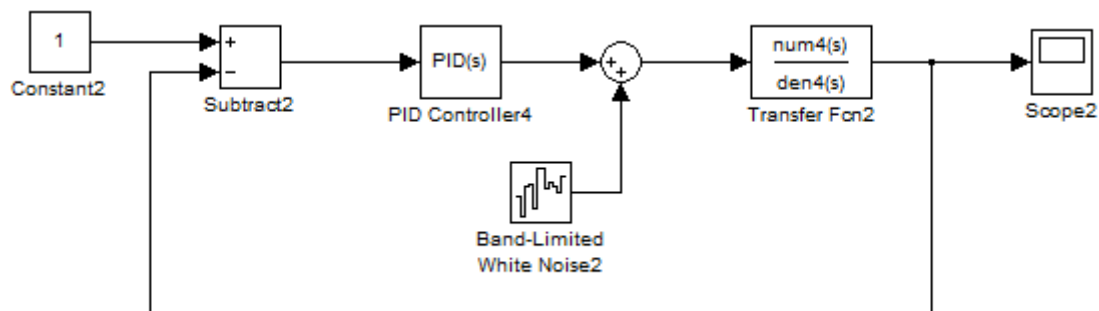 1
Constant2
+
−
Subtract2
PID(s)
PID Controller4
+
+
num4(s)
den4(s)
Transfer Fcn2
Scope2
Band-Limited
White Noise2